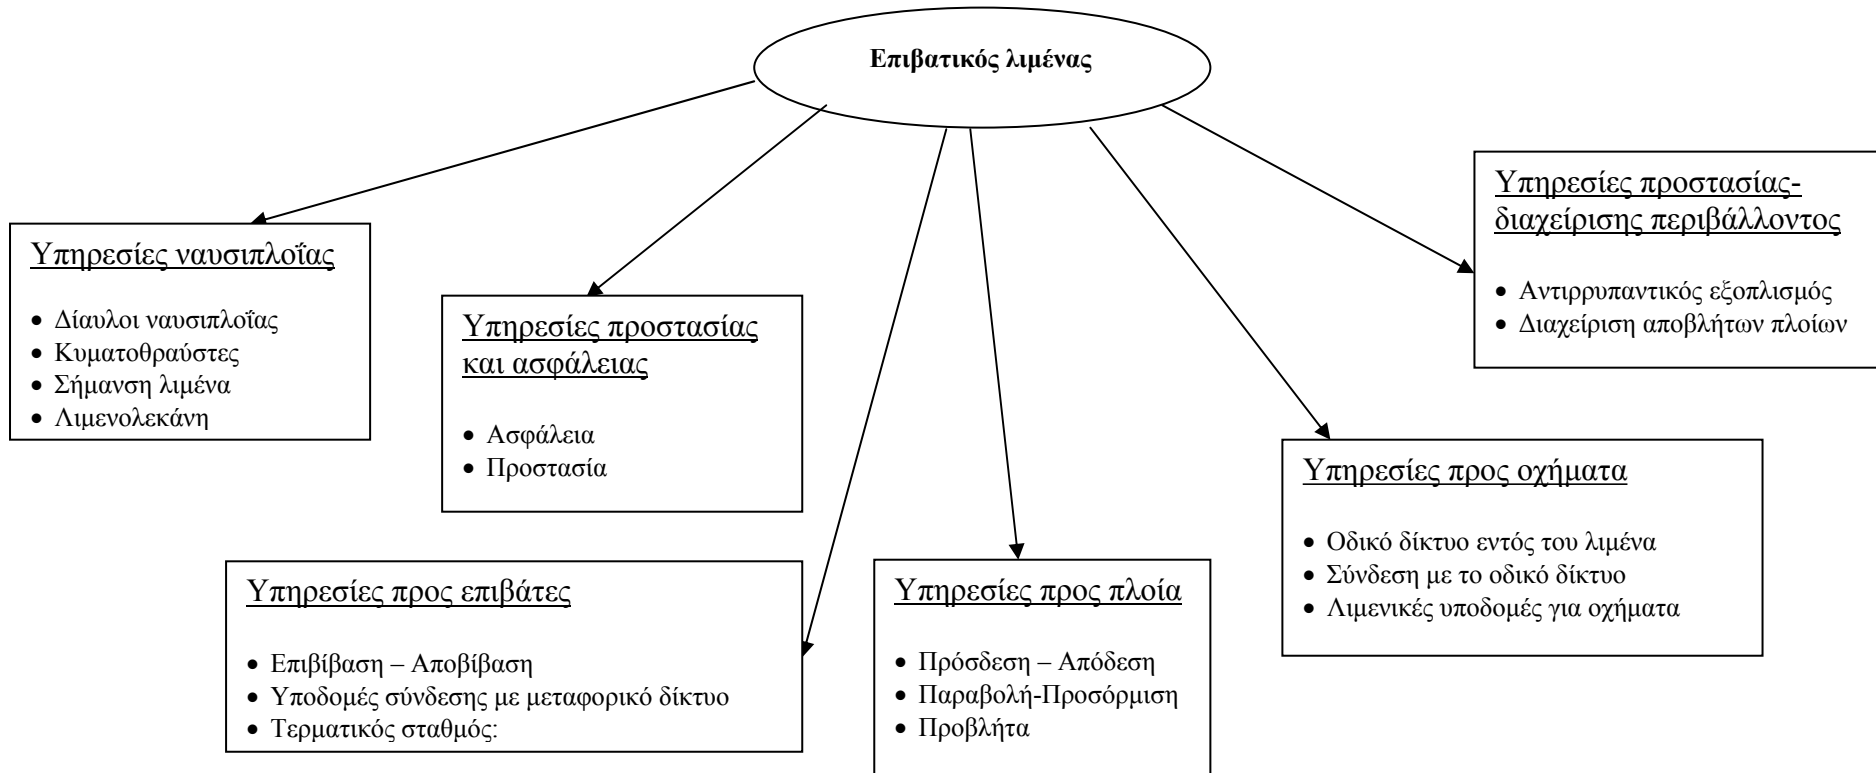 Επιβατικός λιμένας
Υπηρεσίες ναυσιπλοΐας
• Δίαυλοι ναυσιπλοΐας
• Κυματοθραύστες
• Σήμανση λιμένα
• Λιμενολεκάνη
Υπηρεσίες προστασίας
και ασφάλειας
• Ασφάλεια
• Προστασία
Υπηρεσίες προς επιβάτες
• Επιβίβαση – Αποβίβαση
• Υποδομές σύνδεσης με μεταφορικό δίκτυο
• Τερματικός σταθμός:
Υπηρεσίες προς πλοία
• Πρόσδεση – Απόδεση
• Παραβολή-Προσόρμιση
• Προβλήτα
Υπηρεσίες προς οχήματα
• Οδικό δίκτυο εντός του λιμένα
• Σύνδεση με το οδικό δίκτυο
• Λιμενικές υποδομές για οχήματα
Υπηρεσίες προστασίας-
διαχείρισης περιβάλλοντος
• Αντιρρυπαντικός εξοπλισμός
• Διαχείριση αποβλήτων πλοίων